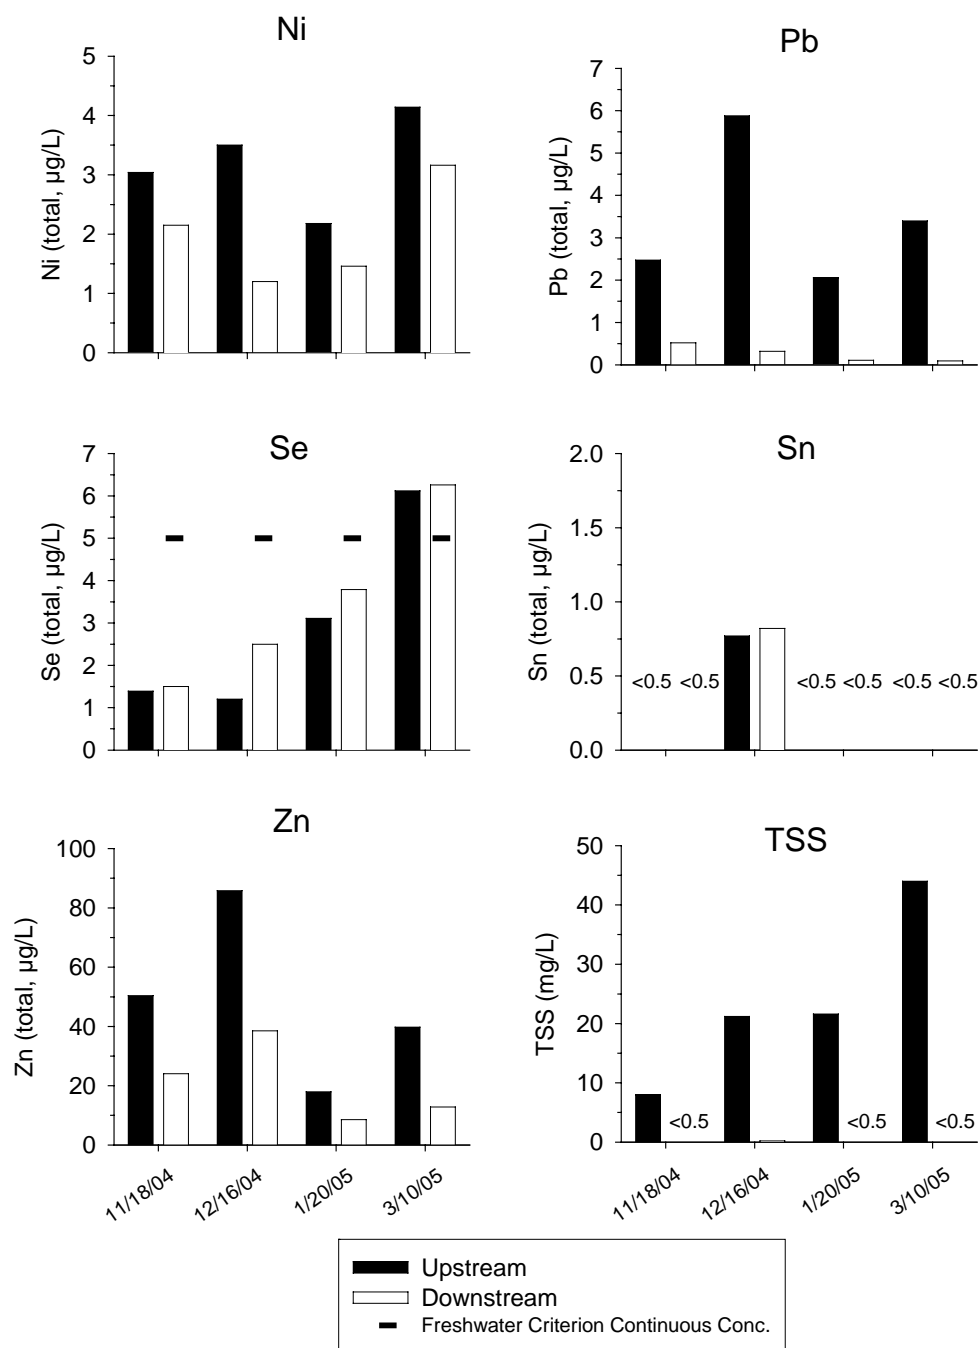 Ni
Ni (total, µg/L)
5
4
3
2
1
0
Pb
Pb (total, µg/L)
7
6
5
4
3
2
1
0
Se
Se (total, µg/L)
7
6
5
4
3
2
1
0
Sn
Sn (total, µg/L)
2.0
1.5
1.0
0.5
0.0
<0.5 <0.5 <0.5 <0.5 <0.5 <0.5
Zn
Zn (total, µg/L)
100
80
60
40
20
0
11/18/04 12/16/04 1/20/05 3/10/05
TSS
TSS (mg/L)
50
40
30
20
10
0
<0.5 <0.5 <0.5
11/18/04 12/16/04 1/20/05 3/10/05
Upstream
Downstream
Freshwater Criterion Continuous Conc.